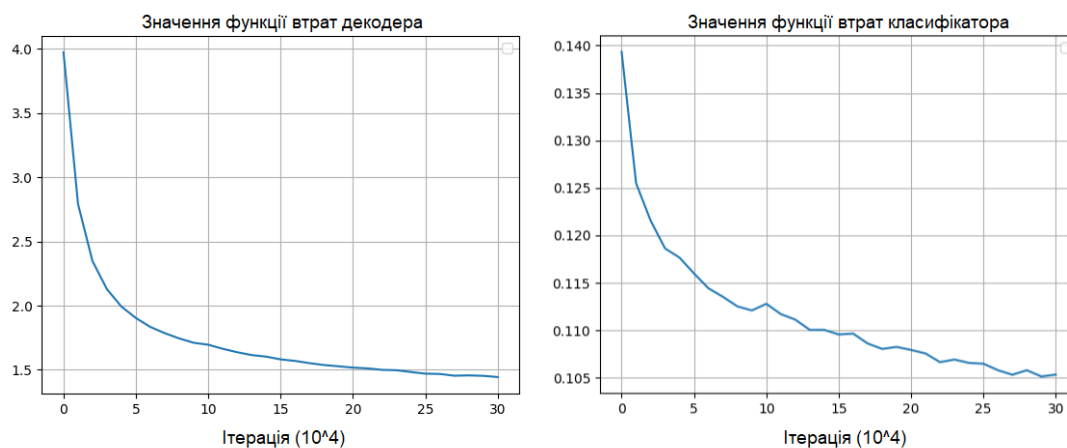 Значення функції втрат декодера
4.0
3.5
3.0
2.5
2.0
1.5
0 5 10 15 20 25 30
Ітерація (10^4)
Значення функції втрат класифікатора
0.140
0.135
0.130
0.125
0.120
0.115
0.110
0.105
0 5 10 15 20 25 30
Ітерація (10^4)